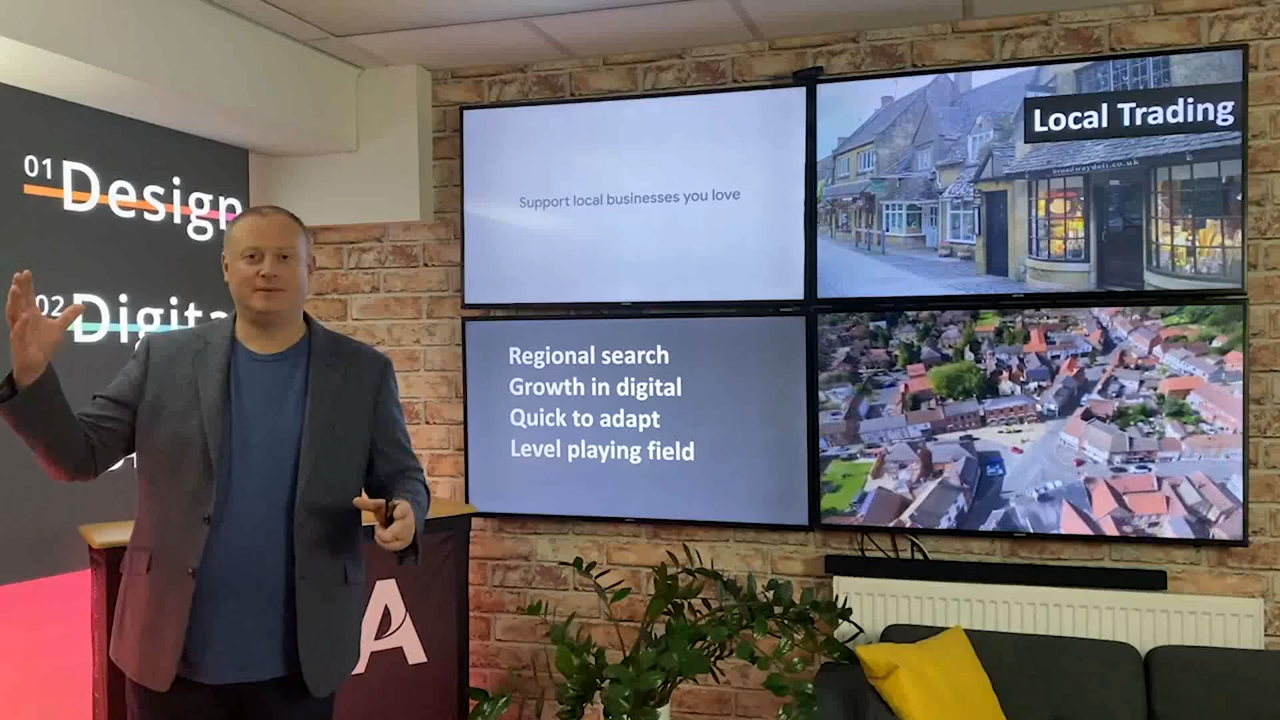 01 Design
02 Digita
A
Support local businesses you love
Local Trading
broadwaydeli.co.uk
Regional search
Growth in digital
Quick to adapt
Level playing field